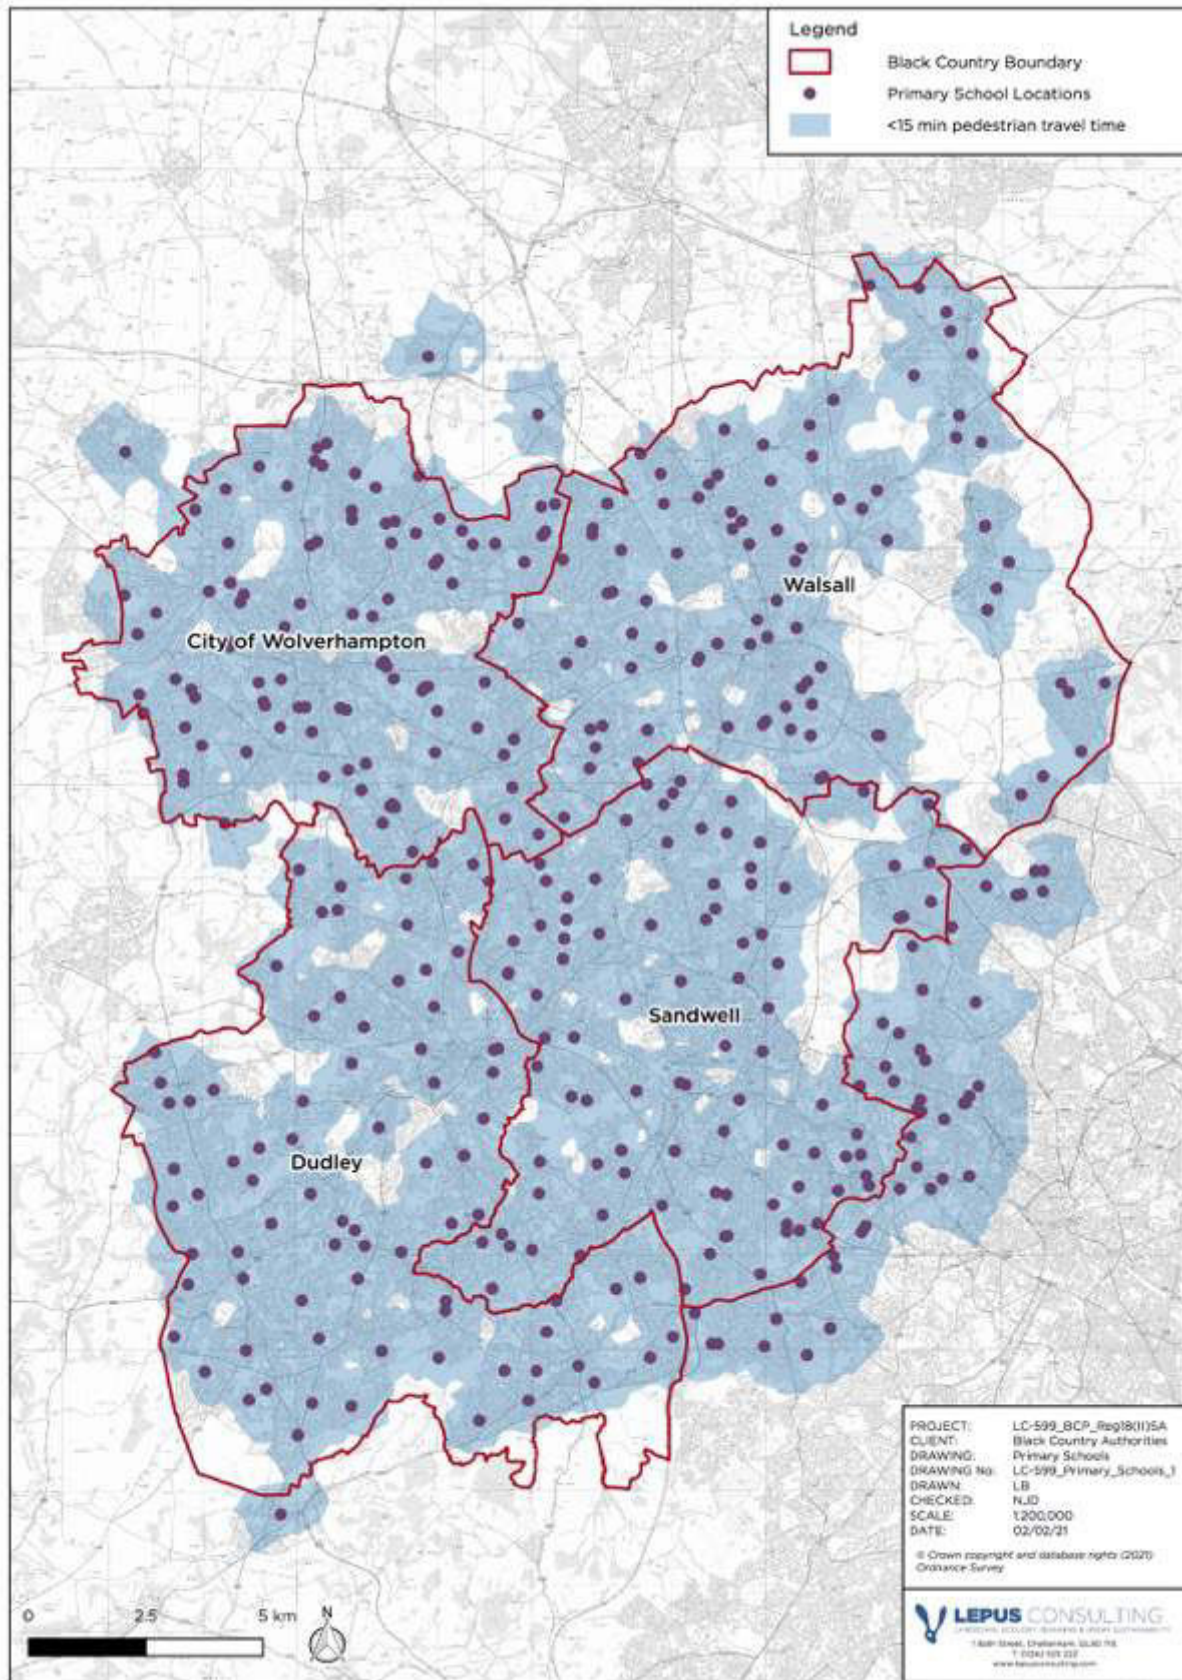 Legend
Black Country Boundary
Primary School Locations
<15 min pedestrian travel time
Walsall
City of Wolverhampton
Sandwell
Dudley
PROJECT: LC-599_BCP_Reg18(II)SA
CLIENT: Black Country Authorities
DRAWING: Primary Schools
DRAWING No: LC-599_Primary_Schools_1
DRAWN: LB
CHECKED: NJD
SCALE: 1:200,000
DATE: 02/02/21
© Crown copyright and database rights (2021)
Ordnance Survey
0 2.5 5 km N
LEPUS CONSULTING
www.lepusconsulting.com